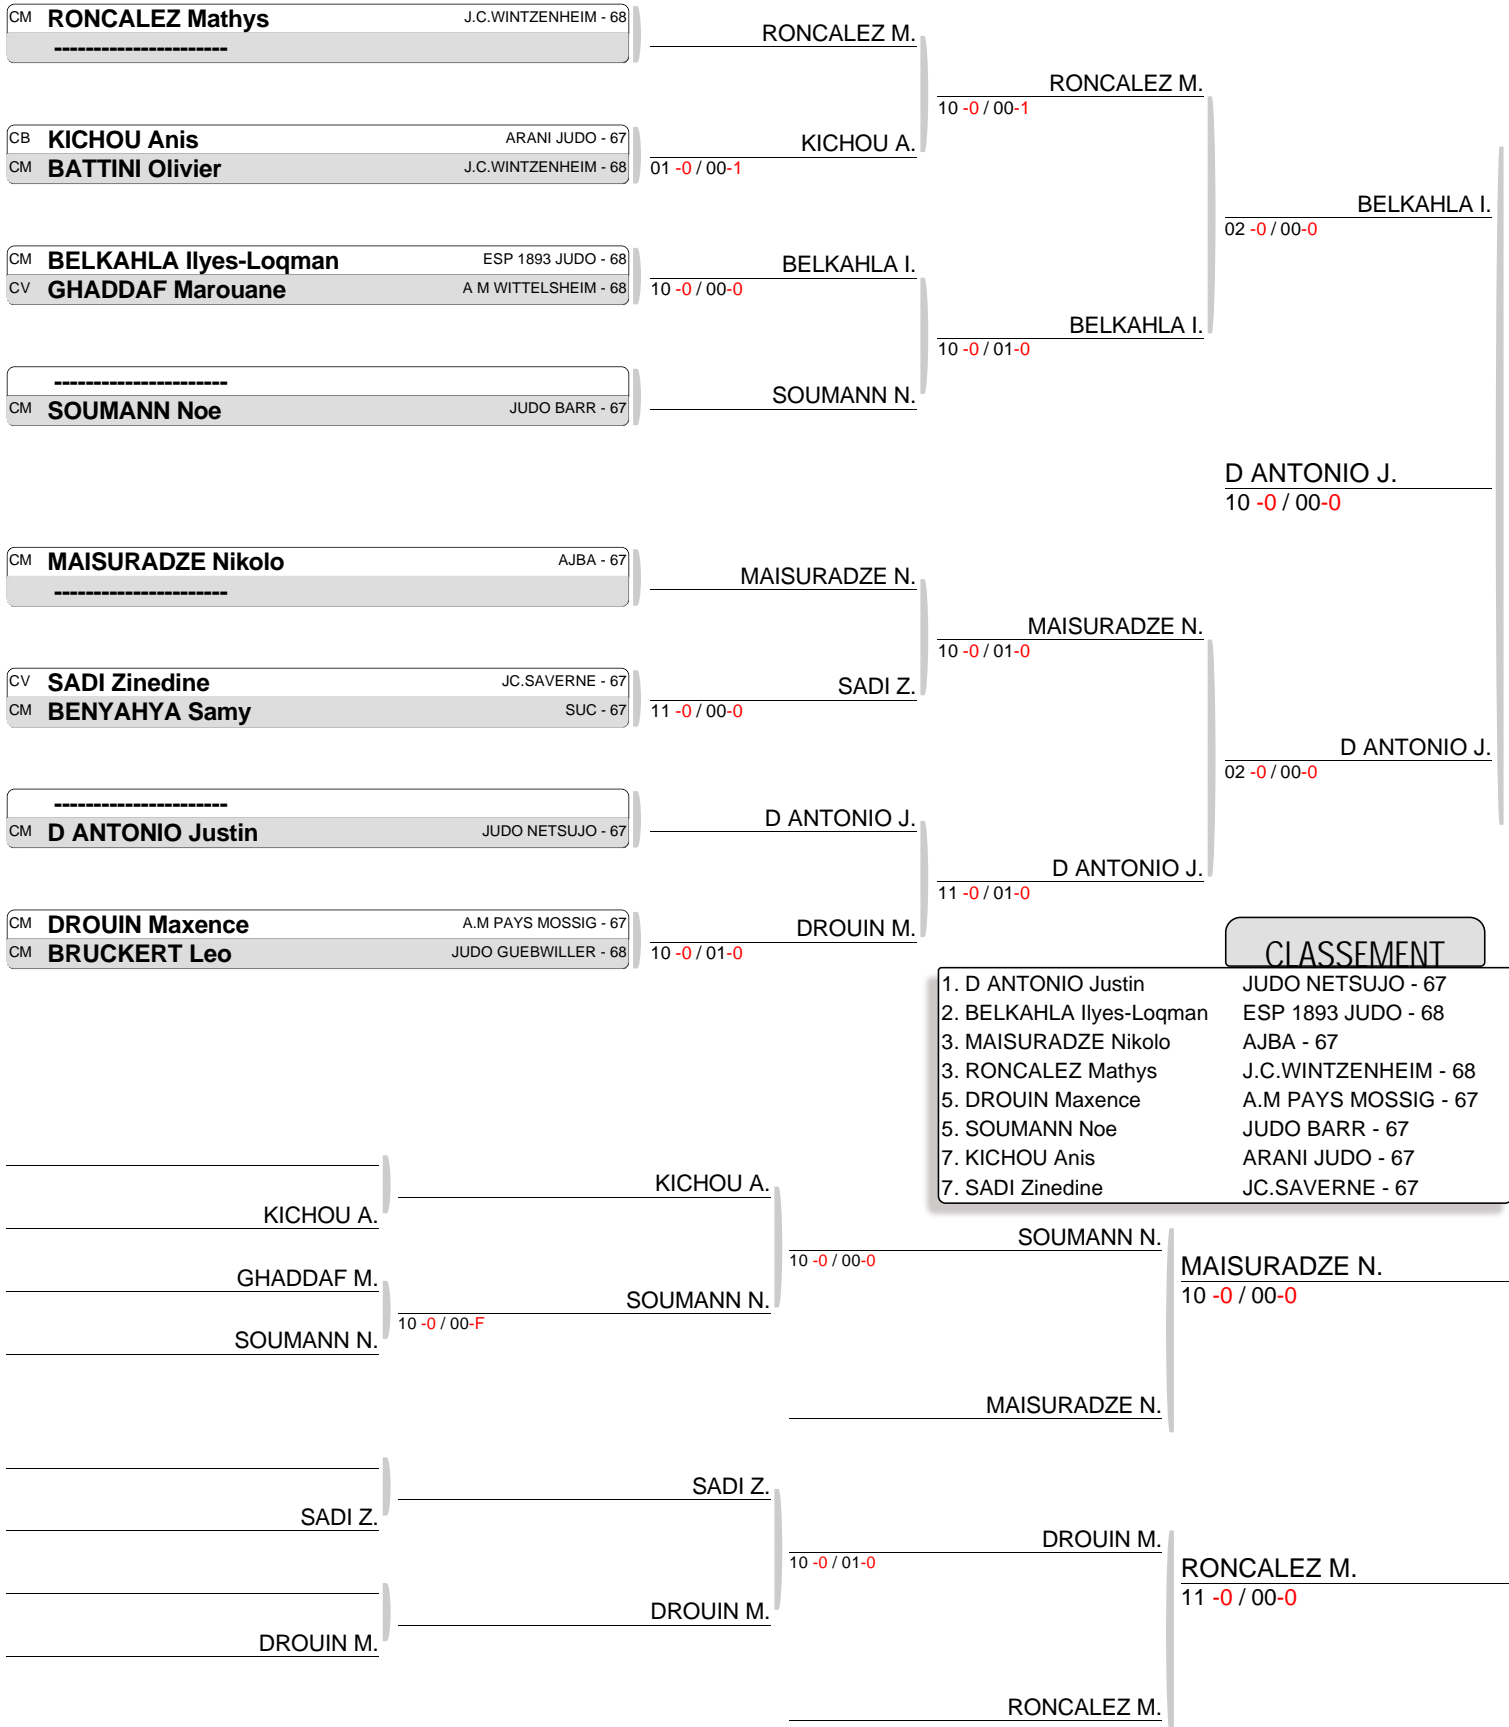 CM RONCALEZ Mathys J.C.WINTZENHEIM - 68
----------------------
RONCALEZ M.
RONCALEZ M.
10 -0 / 00-1
CB KICHOU Anis ARANI JUDO - 67
CM BATTINI Olivier J.C.WINTZENHEIM - 68
KICHOU A.
01 -0 / 00-1
BELKAHLA I.
02 -0 / 00-0
CM BELKAHLA Ilyes-Loqman ESP 1893 JUDO - 68
CV GHADDAF Marouane A M WITTELSHEIM - 68
BELKAHLA I.
10 -0 / 00-0
BELKAHLA I.
10 -0 / 01-0
----------------------
CM SOUMANN Noe JUDO BARR - 67
SOUMANN N.
D ANTONIO J.
10 -0 / 00-0
CM MAISURADZE Nikolo AJBA - 67
----------------------
MAISURADZE N.
MAISURADZE N.
10 -0 / 01-0
CV SADI Zinedine JC.SAVERNE - 67
CM BENYAHYA Samy SUC - 67
SADI Z.
11 -0 / 00-0
D ANTONIO J.
02 -0 / 00-0
----------------------
CM D ANTONIO Justin JUDO NETSUJO - 67
D ANTONIO J.
D ANTONIO J.
11 -0 / 01-0
CM DROUIN Maxence A.M PAYS MOSSIG - 67
CM BRUCKERT Leo JUDO GUEBWILLER - 68
DROUIN M.
10 -0 / 01-0
CLASSEMENT
1. D ANTONIO Justin JUDO NETSUJO - 67
2. BELKAHLA Ilyes-Loqman ESP 1893 JUDO - 68
3. MAISURADZE Nikolo AJBA - 67
3. RONCALEZ Mathys J.C.WINTZENHEIM - 68
5. DROUIN Maxence A.M PAYS MOSSIG - 67
5. SOUMANN Noe JUDO BARR - 67
7. KICHOU Anis ARANI JUDO - 67
7. SADI Zinedine JC.SAVERNE - 67
KICHOU A.
KICHOU A.
GHADDAF M.
SOUMANN N.
SOUMANN N.
10 -0 / 00-F
SOUMANN N.
10 -0 / 00-0
MAISURADZE N.
10 -0 / 00-0
MAISURADZE N.
SADI Z.
SADI Z.
DROUIN M.
DROUIN M.
DROUIN M.
10 -0 / 01-0
RONCALEZ M.
11 -0 / 00-0
RONCALEZ M.